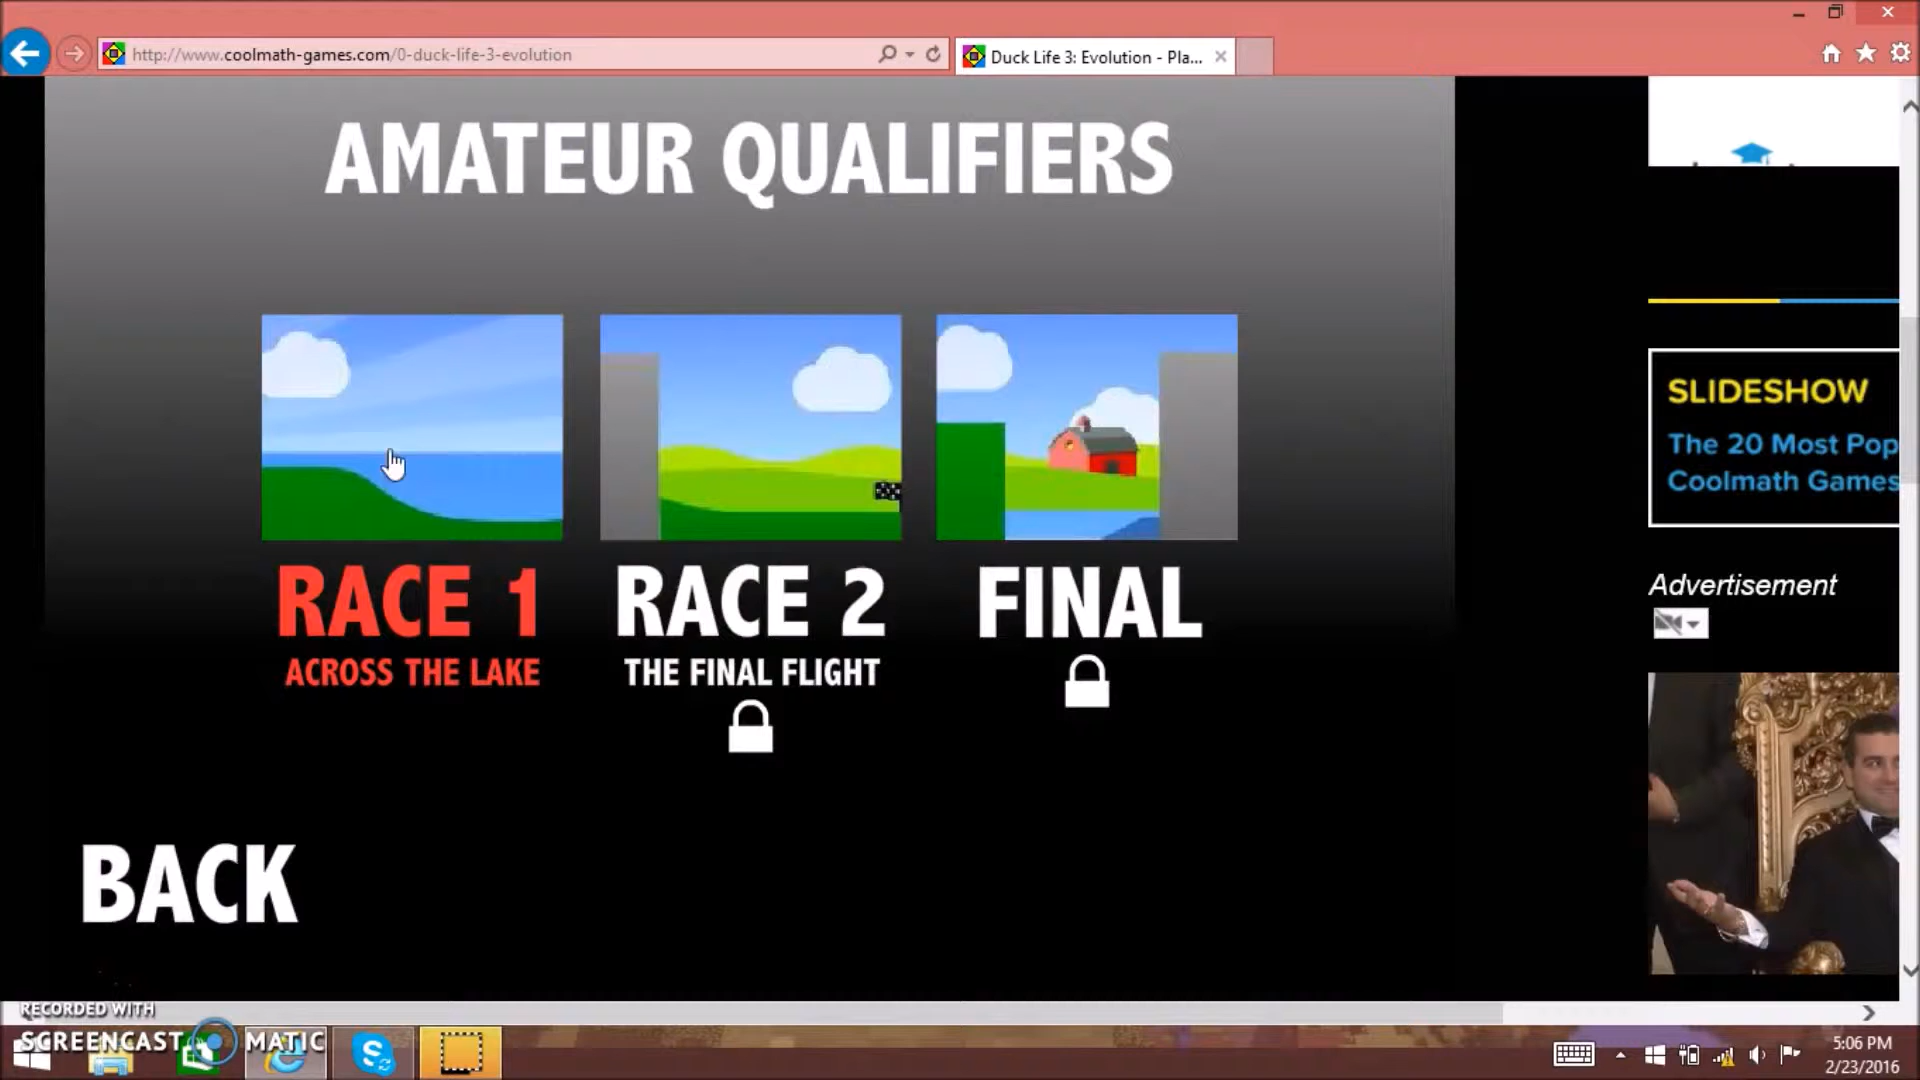 http://www.coolmath-games.com/0-duck-life-3-evolution
Duck Life 3: Evolution - Pla...
AMATEUR QUALIFIERS
RACE 1
ACROSS THE LAKE
RACE 2
THE FINAL FLIGHT
FINAL
BACK
SLIDESHOW
The 20 Most Pop
Coolmath Games
Advertisement
RECORDED WITH
SCREENCAST MATIC
5:06 PM
2/23/2016